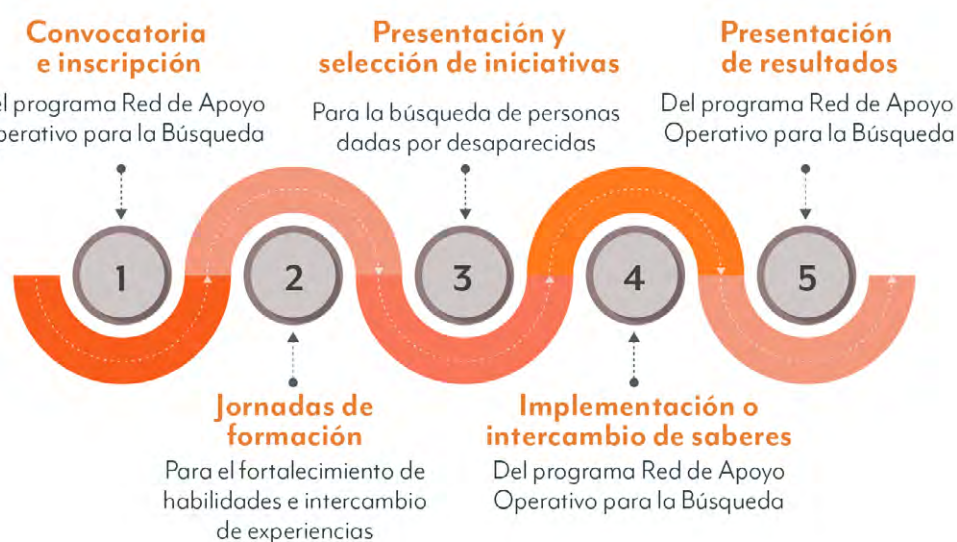 Convocatoria
e inscripción
el programa Red de Apoyo
perativo para la Búsqueda
Presentación y
selección de iniciativas
Para la búsqueda de personas
dadas por desaparecidas
Presentación
de resultados
Del programa Red de Apoyo
Operativo para la Búsqueda
1
2
3
4
5
Jornadas de
formación
Para el fortalecimiento de
habilidades e intercambio
de experiencias
Implementación o
intercambio de saberes
Del programa Red de Apoyo
Operativo para la Búsqueda